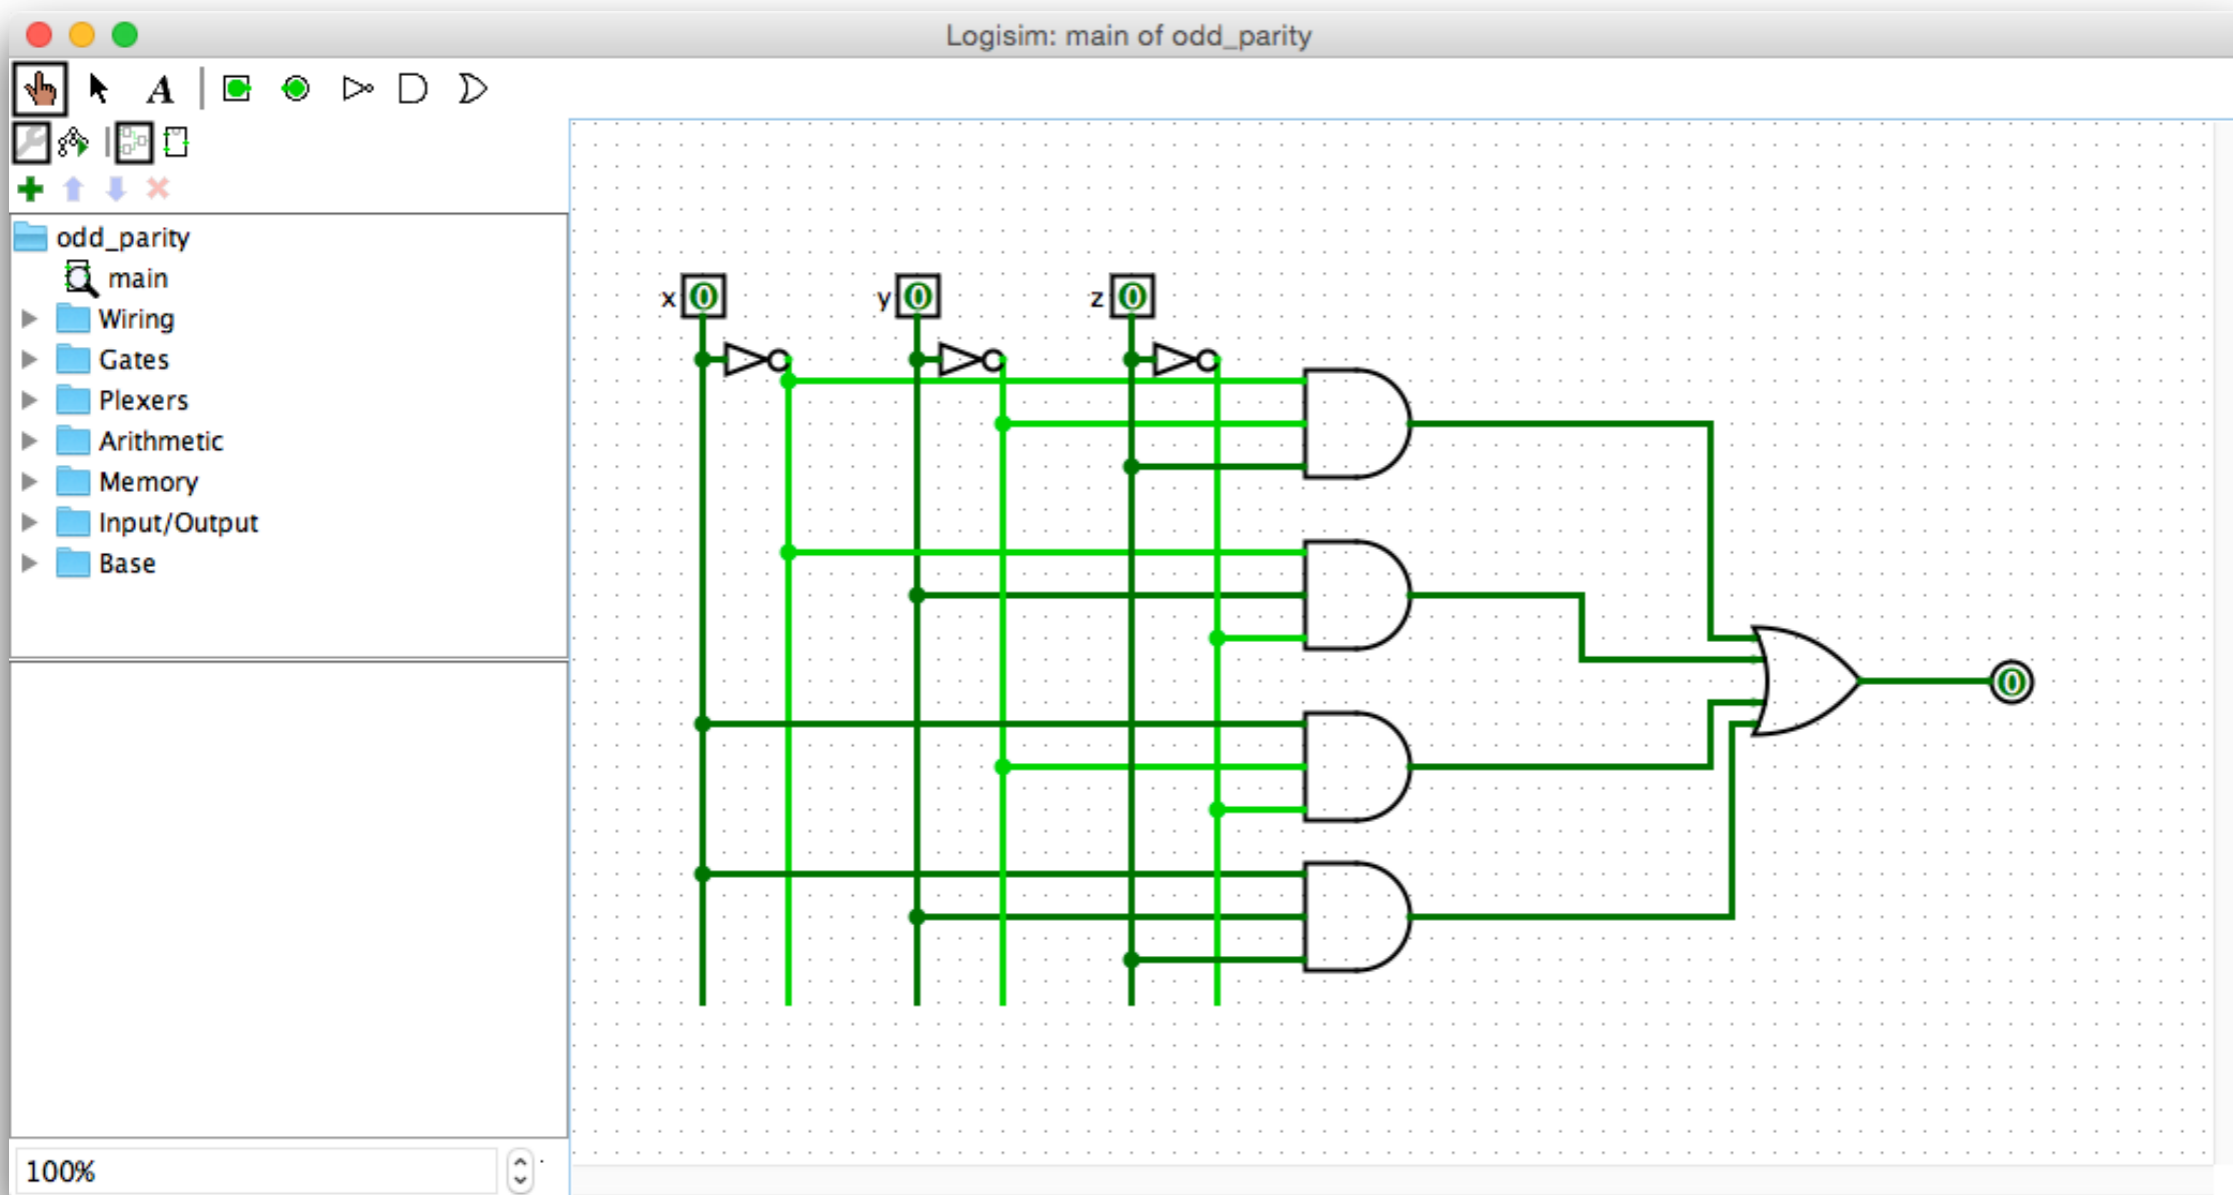 Logisim: main of odd_parity
A
odd_parity
main
Wiring
Gates
Plexers
Arithmetic
Memory
Input/Output
Base
100%
x 0 y 0 z 0
0